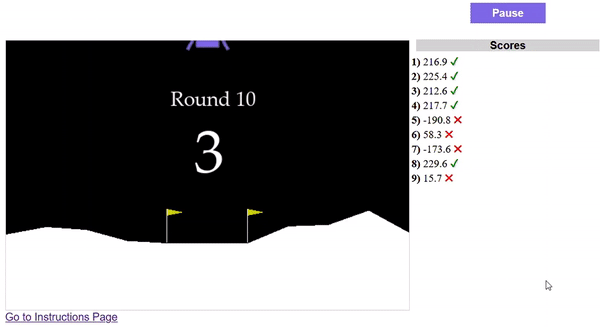 Pause
Round 10
3
Scores
1) 216.9 ✓
2) 225.4 ✓
3) 212.6 ✓
4) 217.7 ✓
5) -190.8 ✕
6) 58.3 ✕
7) -173.6 ✕
8) 229.6 ✓
9) 15.7 ✕
Go to Instructions Page